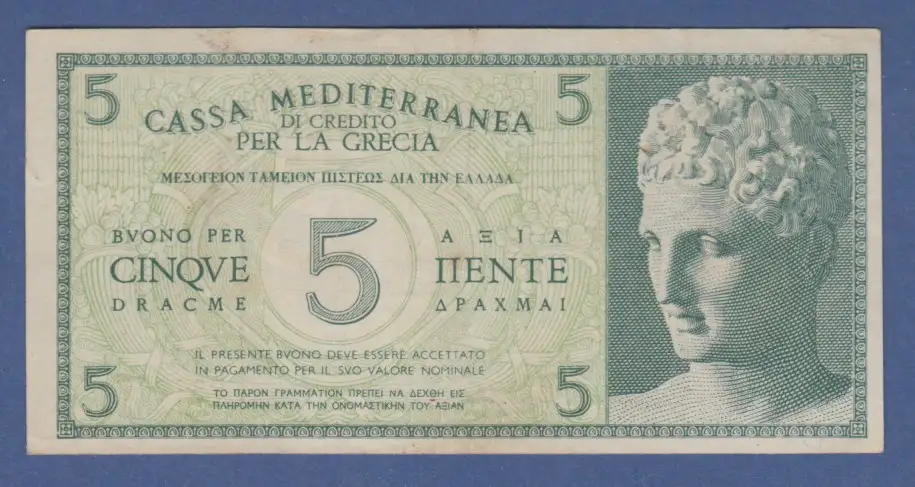 5 5
CASSA MEDITERRANEA
DI CREDITO
PER LA GRECIA
ΜΕΣΟΓΕΙΟΝ ΤΑΜΕΙΟΝ ΠΙΣΤΕΩΣ ΔΙΑ ΤΗΝ ΕΛΛΑΔΑ
BVONO PER
CINQVE
DRACME
5
ΑΞΙΑ
ΠΕΝΤΕ
ΔΡΑΧΜΑΙ
IL PRESENTE BVONO DEVE ESSERE ACCETTATO
IN PAGAMENTO PER IL SVO VALORE NOMINALE
ΤΟ ΠΑΡΟΝ ΓΡΑΜΜΑΤΙΟΝ ΠΡΕΠΕΙ ΝΑ ΔΕΧΘΗ ΕΙΣ
ΠΛΗΡΟΜΗΝ ΚΑΤΑ ΤΗΝ ΟΝΟΜΑΣΤΙΚΗΝ ΤΟΥ ΑΞΙΑΝ
5 5